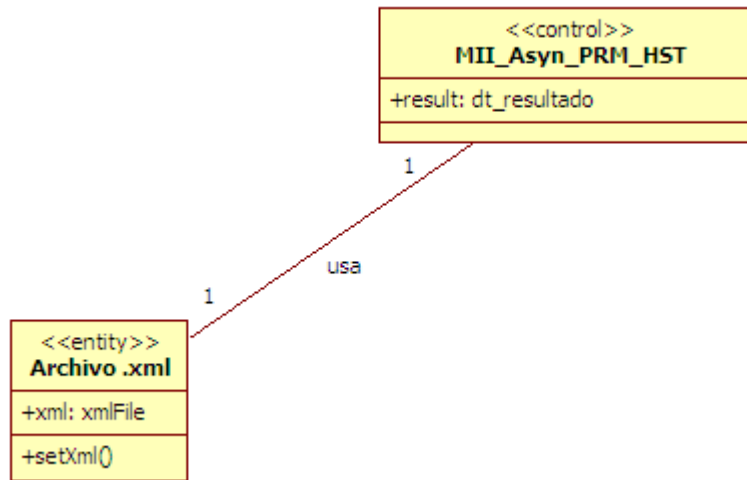 <<control>>
MII_Asyn_PRM_HST
+result: dt_resultado
1
usa
1
<<entity>>
Archivo .xml
+xml: xmlFile
+setXml()